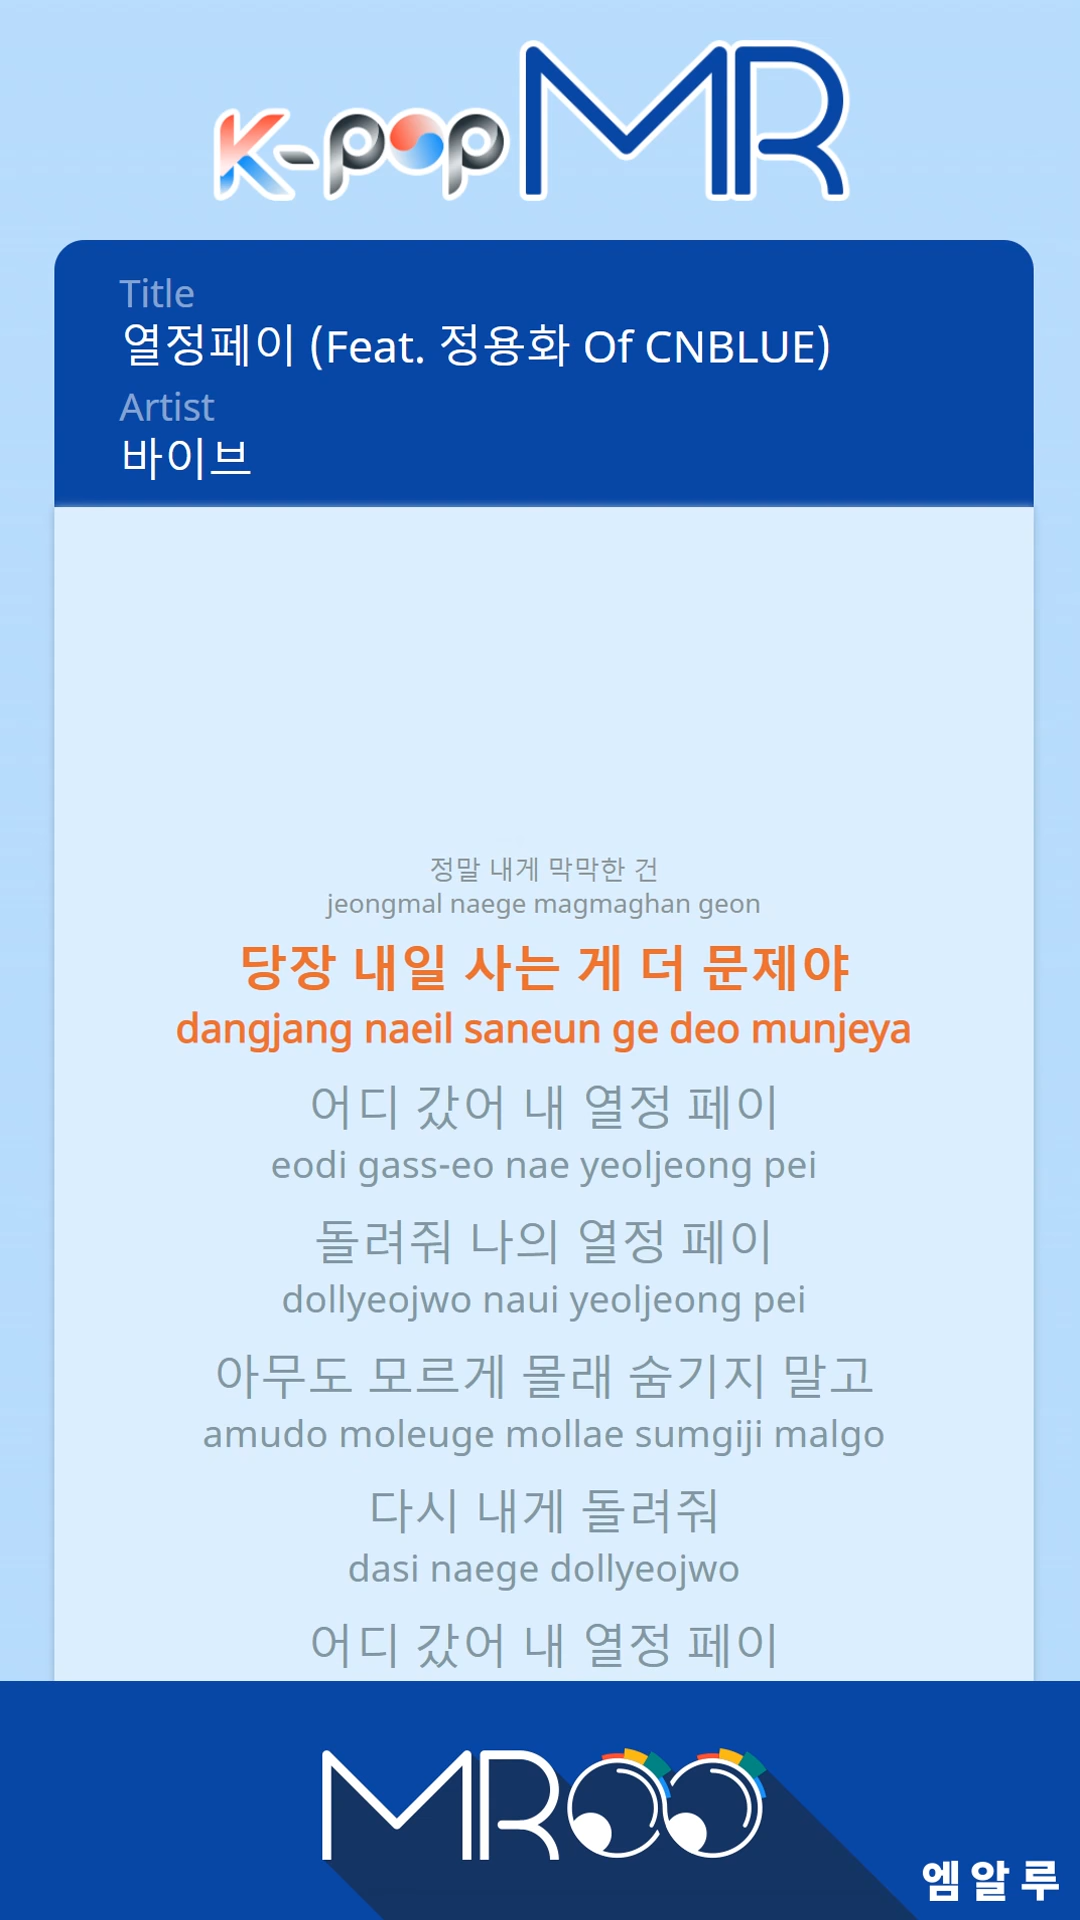 K-pop MR
Title
열정페이 (Feat. 정용화 Of CNBLUE)
Artist
바이브
정말 내게 막막한 건
jeongmal naege magmaghan geon
당장 내일 사는 게 더 문제야
dangjang naeil saneun ge deo munjeya
어디 갔어 내 열정 페이
eodi gass-eo nae yeoljeong pei
돌려줘 나의 열정 페이
dollyeojwo naui yeoljeong pei
아무도 모르게 몰래 숨기지 말고
amudo moleuge mollae sumgiji malgo
다시 내게 돌려줘
dasi naege dollyeojwo
어디 갔어 내 열정 페이
MROO
엠알루